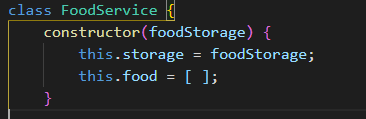 class FoodService {
    constructor(foodStorage) {
        this.storage = foodStorage;
        this.food = [ ];
    }